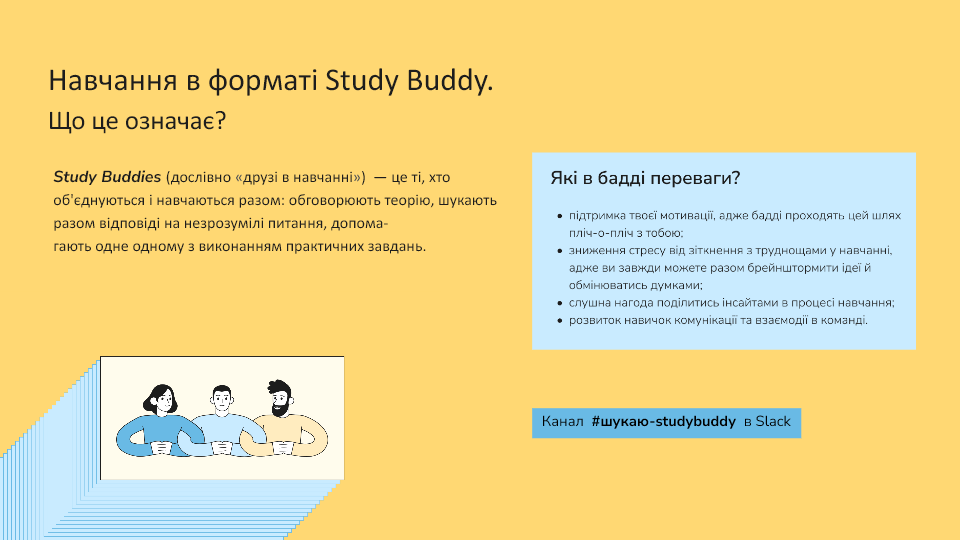 Навчання в форматі Study Buddy.
Що це означає?
Study Buddies (дослівно «друзі в навчанні») — це ті, хто
об'єднуються і навчаються разом: обговорюють теорію, шукають
разом відповіді на незрозумілі питання, допома-
гають одне одному з виконанням практичних завдань.
Які в бадді переваги?
• підтримка твоєї мотивації, адже бадді проходять цей шлях
пліч-о-пліч з тобою;
• зниження стресу від зіткнення з труднощами у навчанні,
адже ви завжди можете разом брейнштормити ідеї й
обмінюватись думками;
• слушна нагода поділитись інсайтами в процесі навчання;
• розвиток навичок комунікації та взаємодії в команді.
Канал #шукаю-studybuddy в Slack